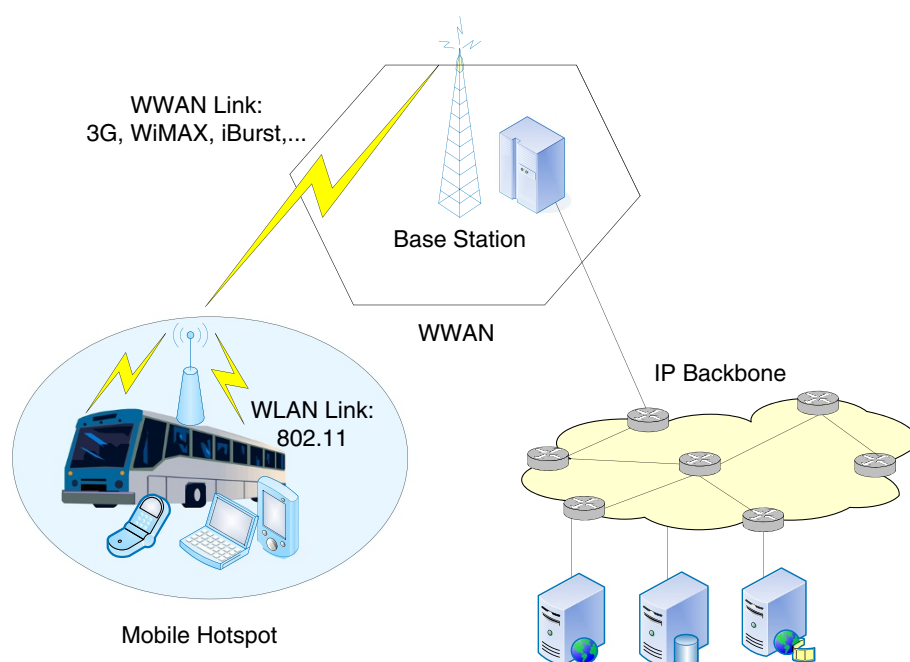 WWAN Link:
3G, WiMAX, iBurst,...
Base Station
WWAN
IP Backbone
WLAN Link:
802.11
Mobile Hotspot